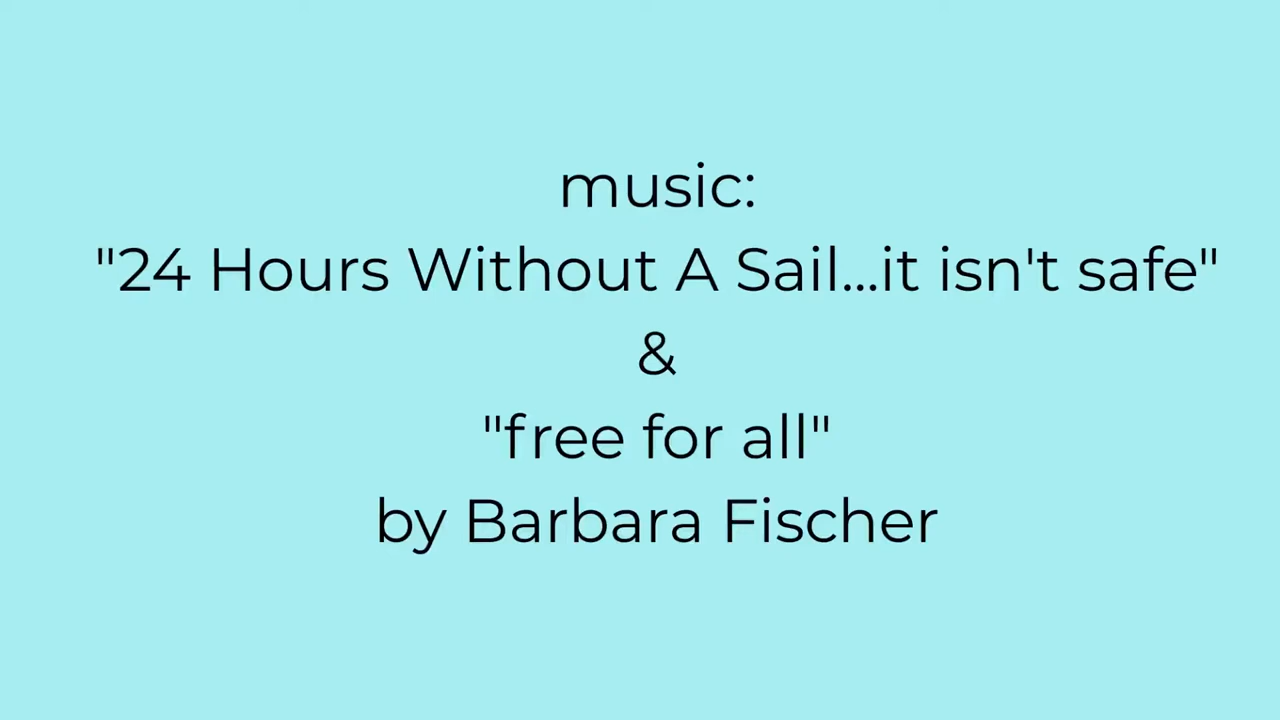 music:
"24 Hours Without A Sail...it isn't safe"
&
"free for all"
by Barbara Fischer